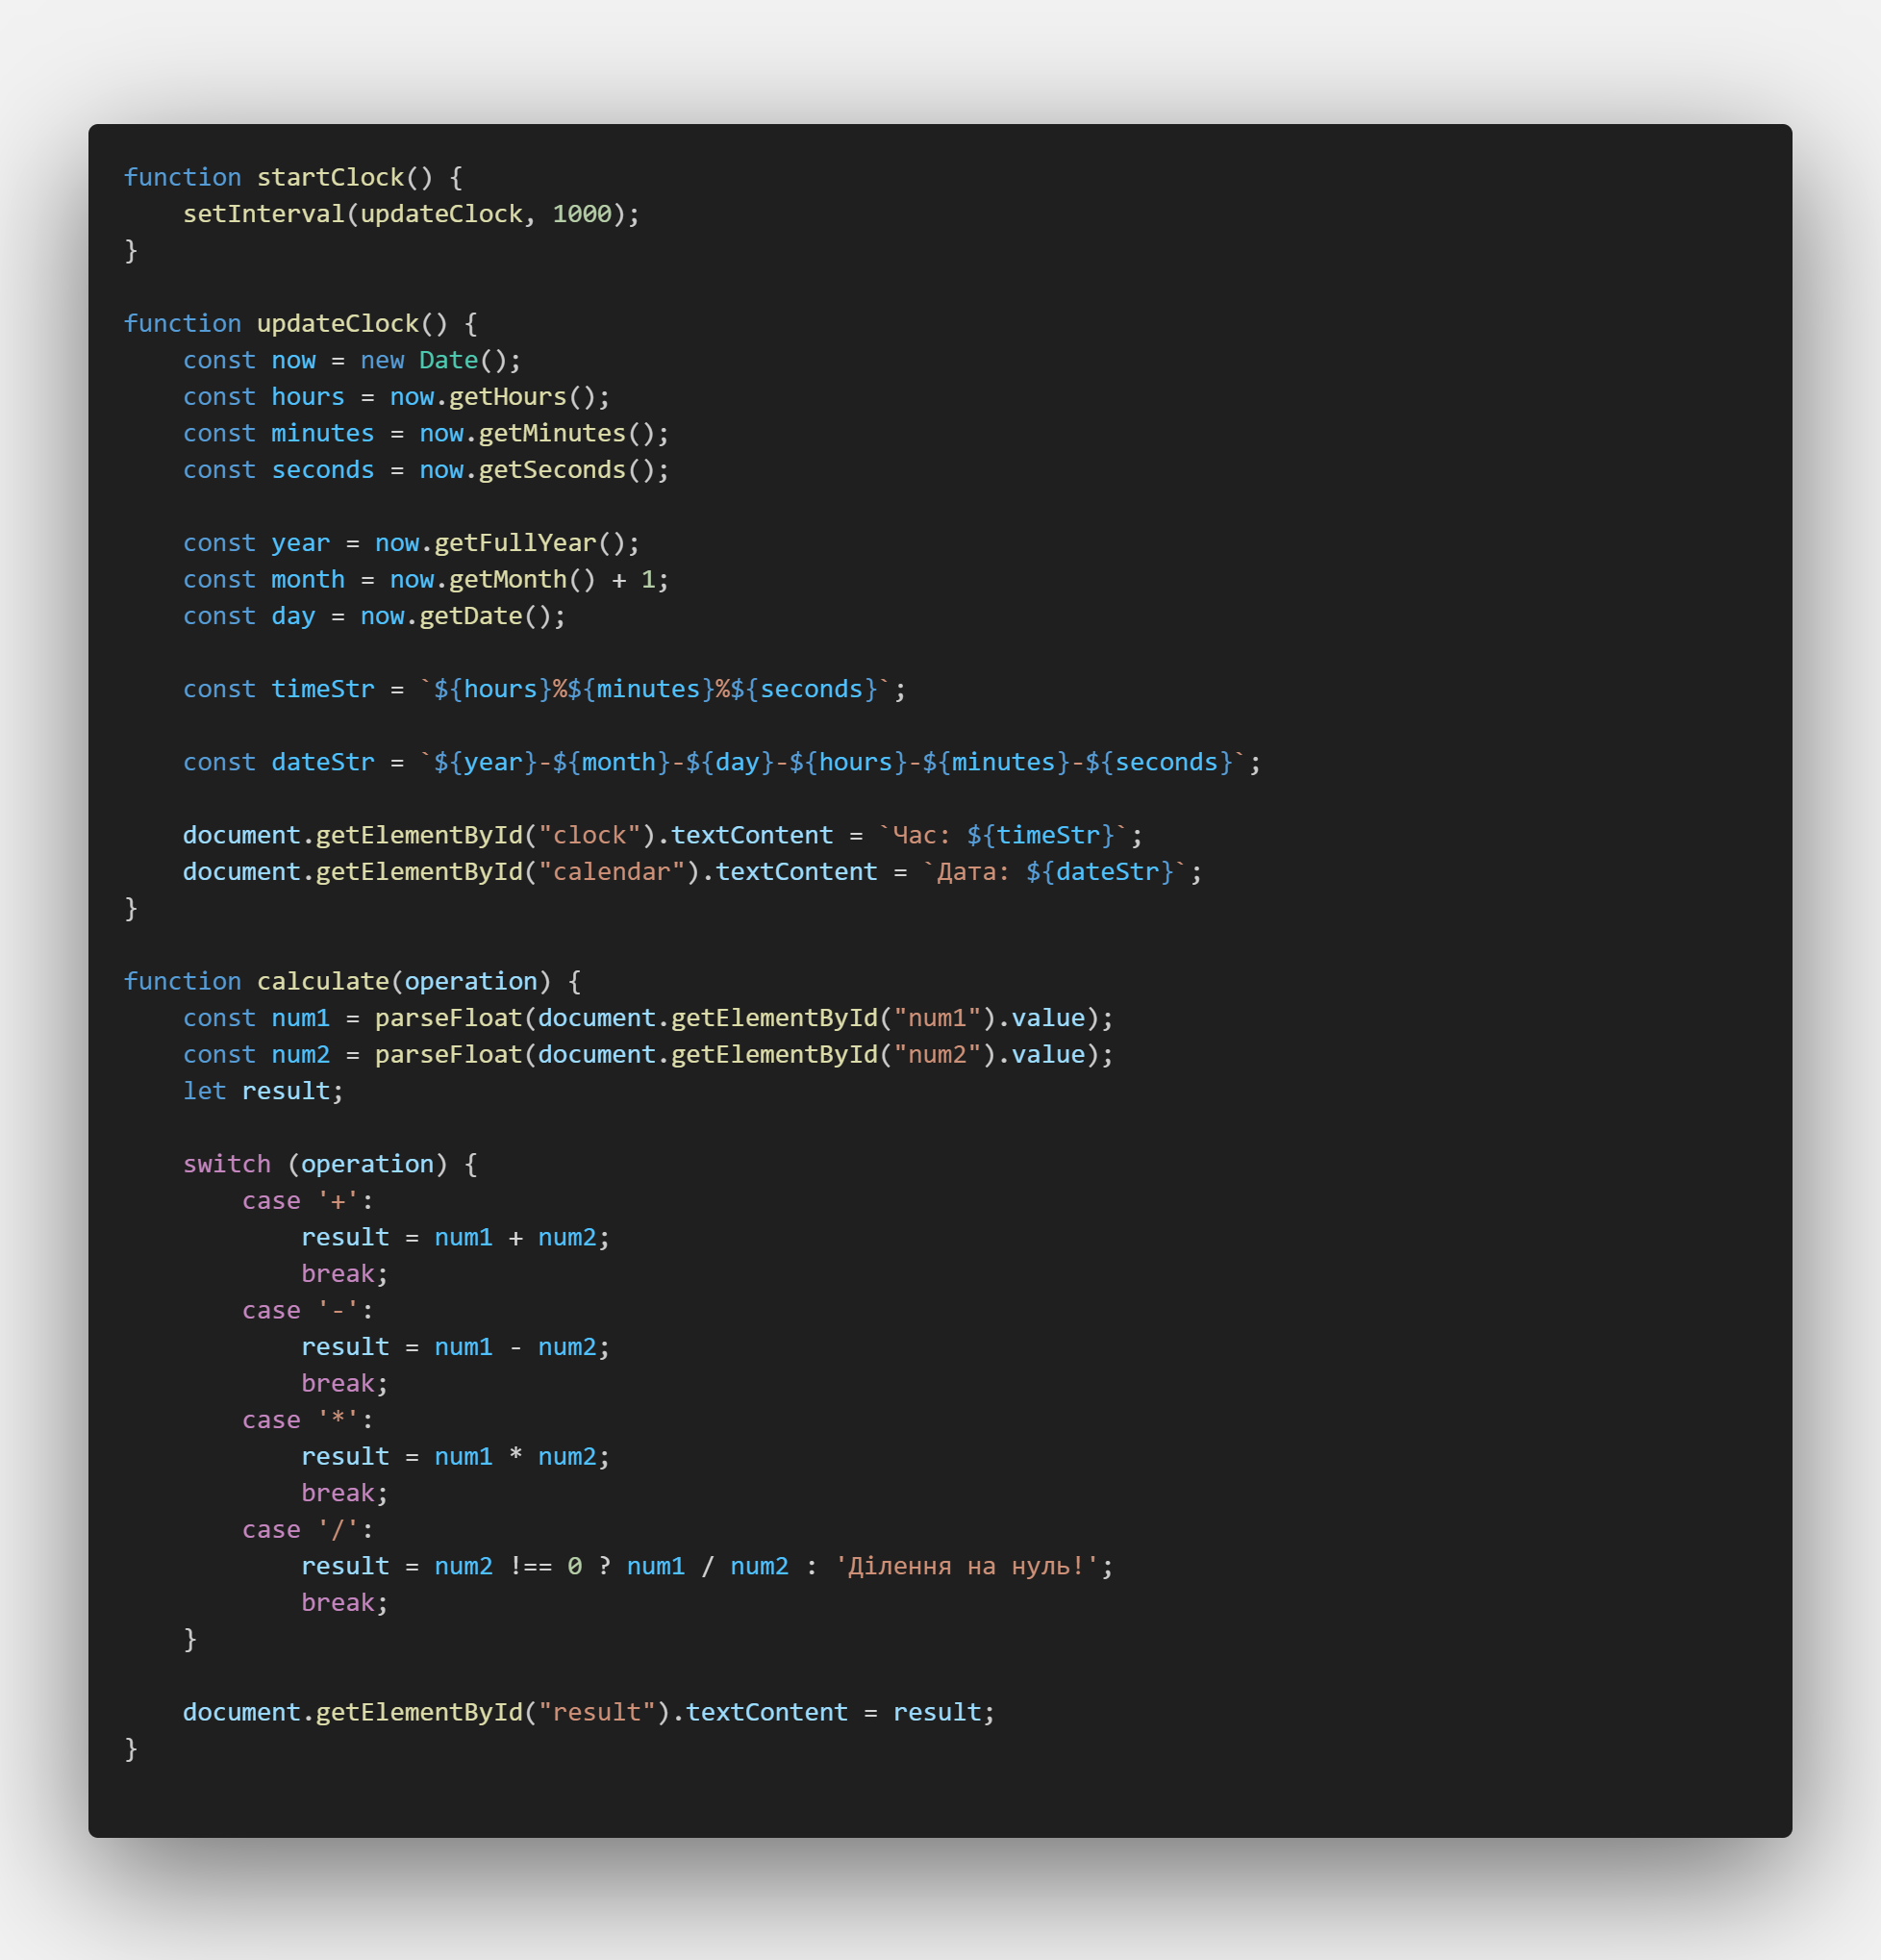 function startClock() {
    setInterval(updateClock, 1000);
}

function updateClock() {
    const now = new Date();
    const hours = now.getHours();
    const minutes = now.getMinutes();
    const seconds = now.getSeconds();

    const year = now.getFullYear();
    const month = now.getMonth() + 1;
    const day = now.getDate();

    const timeStr = `${hours}%${minutes}%${seconds}`;

    const dateStr = `${year}-${month}-${day}-${hours}-${minutes}-${seconds}`;

    document.getElementById("clock").textContent = `Час: ${timeStr}`;
    document.getElementById("calendar").textContent = `Дата: ${dateStr}`;
}

function calculate(operation) {
    const num1 = parseFloat(document.getElementById("num1").value);
    const num2 = parseFloat(document.getElementById("num2").value);
    let result;

    switch (operation) {
        case '+':
            result = num1 + num2;
            break;
        case '-':
            result = num1 - num2;
            break;
        case '*':
            result = num1 * num2;
            break;
        case '/':
            result = num2 !== 0 ? num1 / num2 : 'Ділення на нуль!';
            break;
    }

    document.getElementById("result").textContent = result;
}